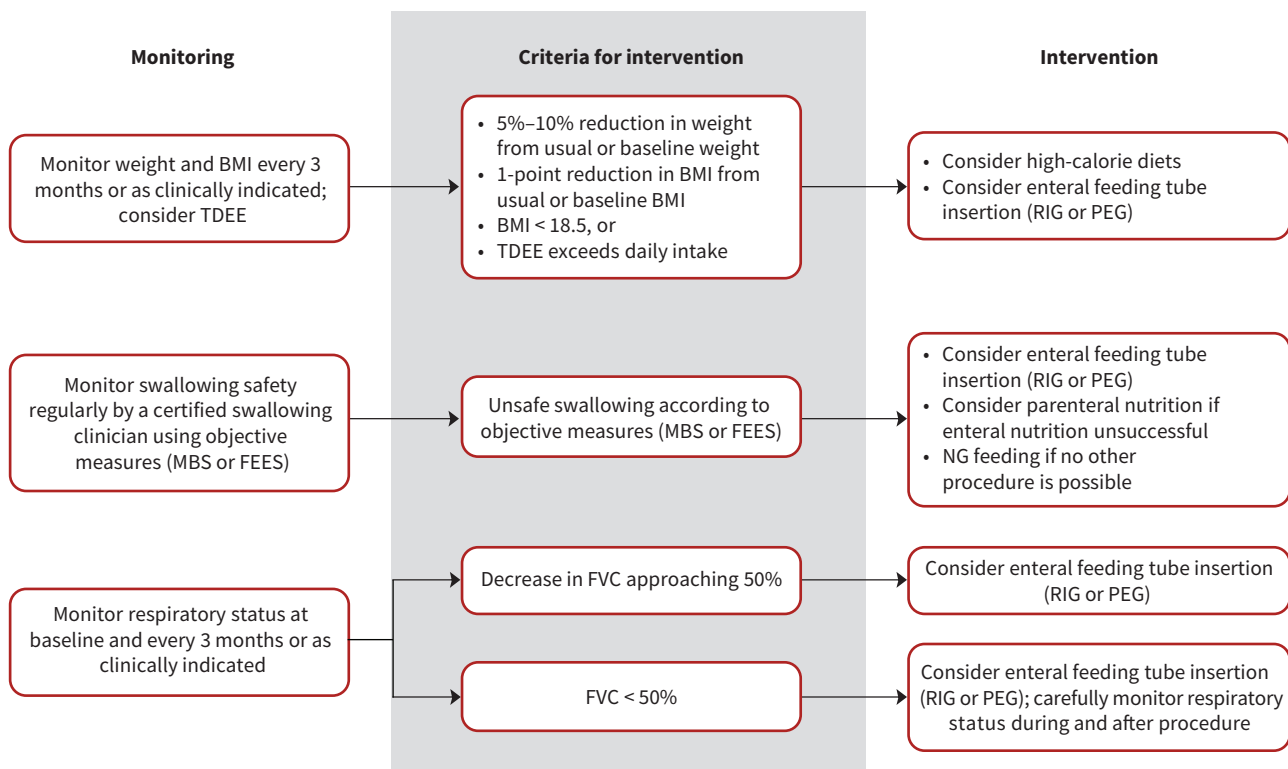 Monitoring
Criteria for intervention
Intervention
Monitor weight and BMI every 3
months or as clinically indicated;
consider TDEE
• 5%–10% reduction in weight
from usual or baseline weight
• 1-point reduction in BMI from
usual or baseline BMI
• BMI < 18.5, or
• TDEE exceeds daily intake
• Consider high-calorie diets
• Consider enteral feeding tube
insertion (RIG or PEG)
Monitor swallowing safety
regularly by a certified swallowing
clinician using objective
measures (MBS or FEES)
Unsafe swallowing according to
objective measures (MBS or FEES)
• Consider enteral feeding tube
insertion (RIG or PEG)
• Consider parenteral nutrition if
enteral nutrition unsuccessful
• NG feeding if no other
procedure is possible
Monitor respiratory status at
baseline and every 3 months or as
clinically indicated
Decrease in FVC approaching 50%
Consider enteral feeding tube insertion
(RIG or PEG)
FVC < 50%
Consider enteral feeding tube insertion
(RIG or PEG); carefully monitor respiratory
status during and after procedure